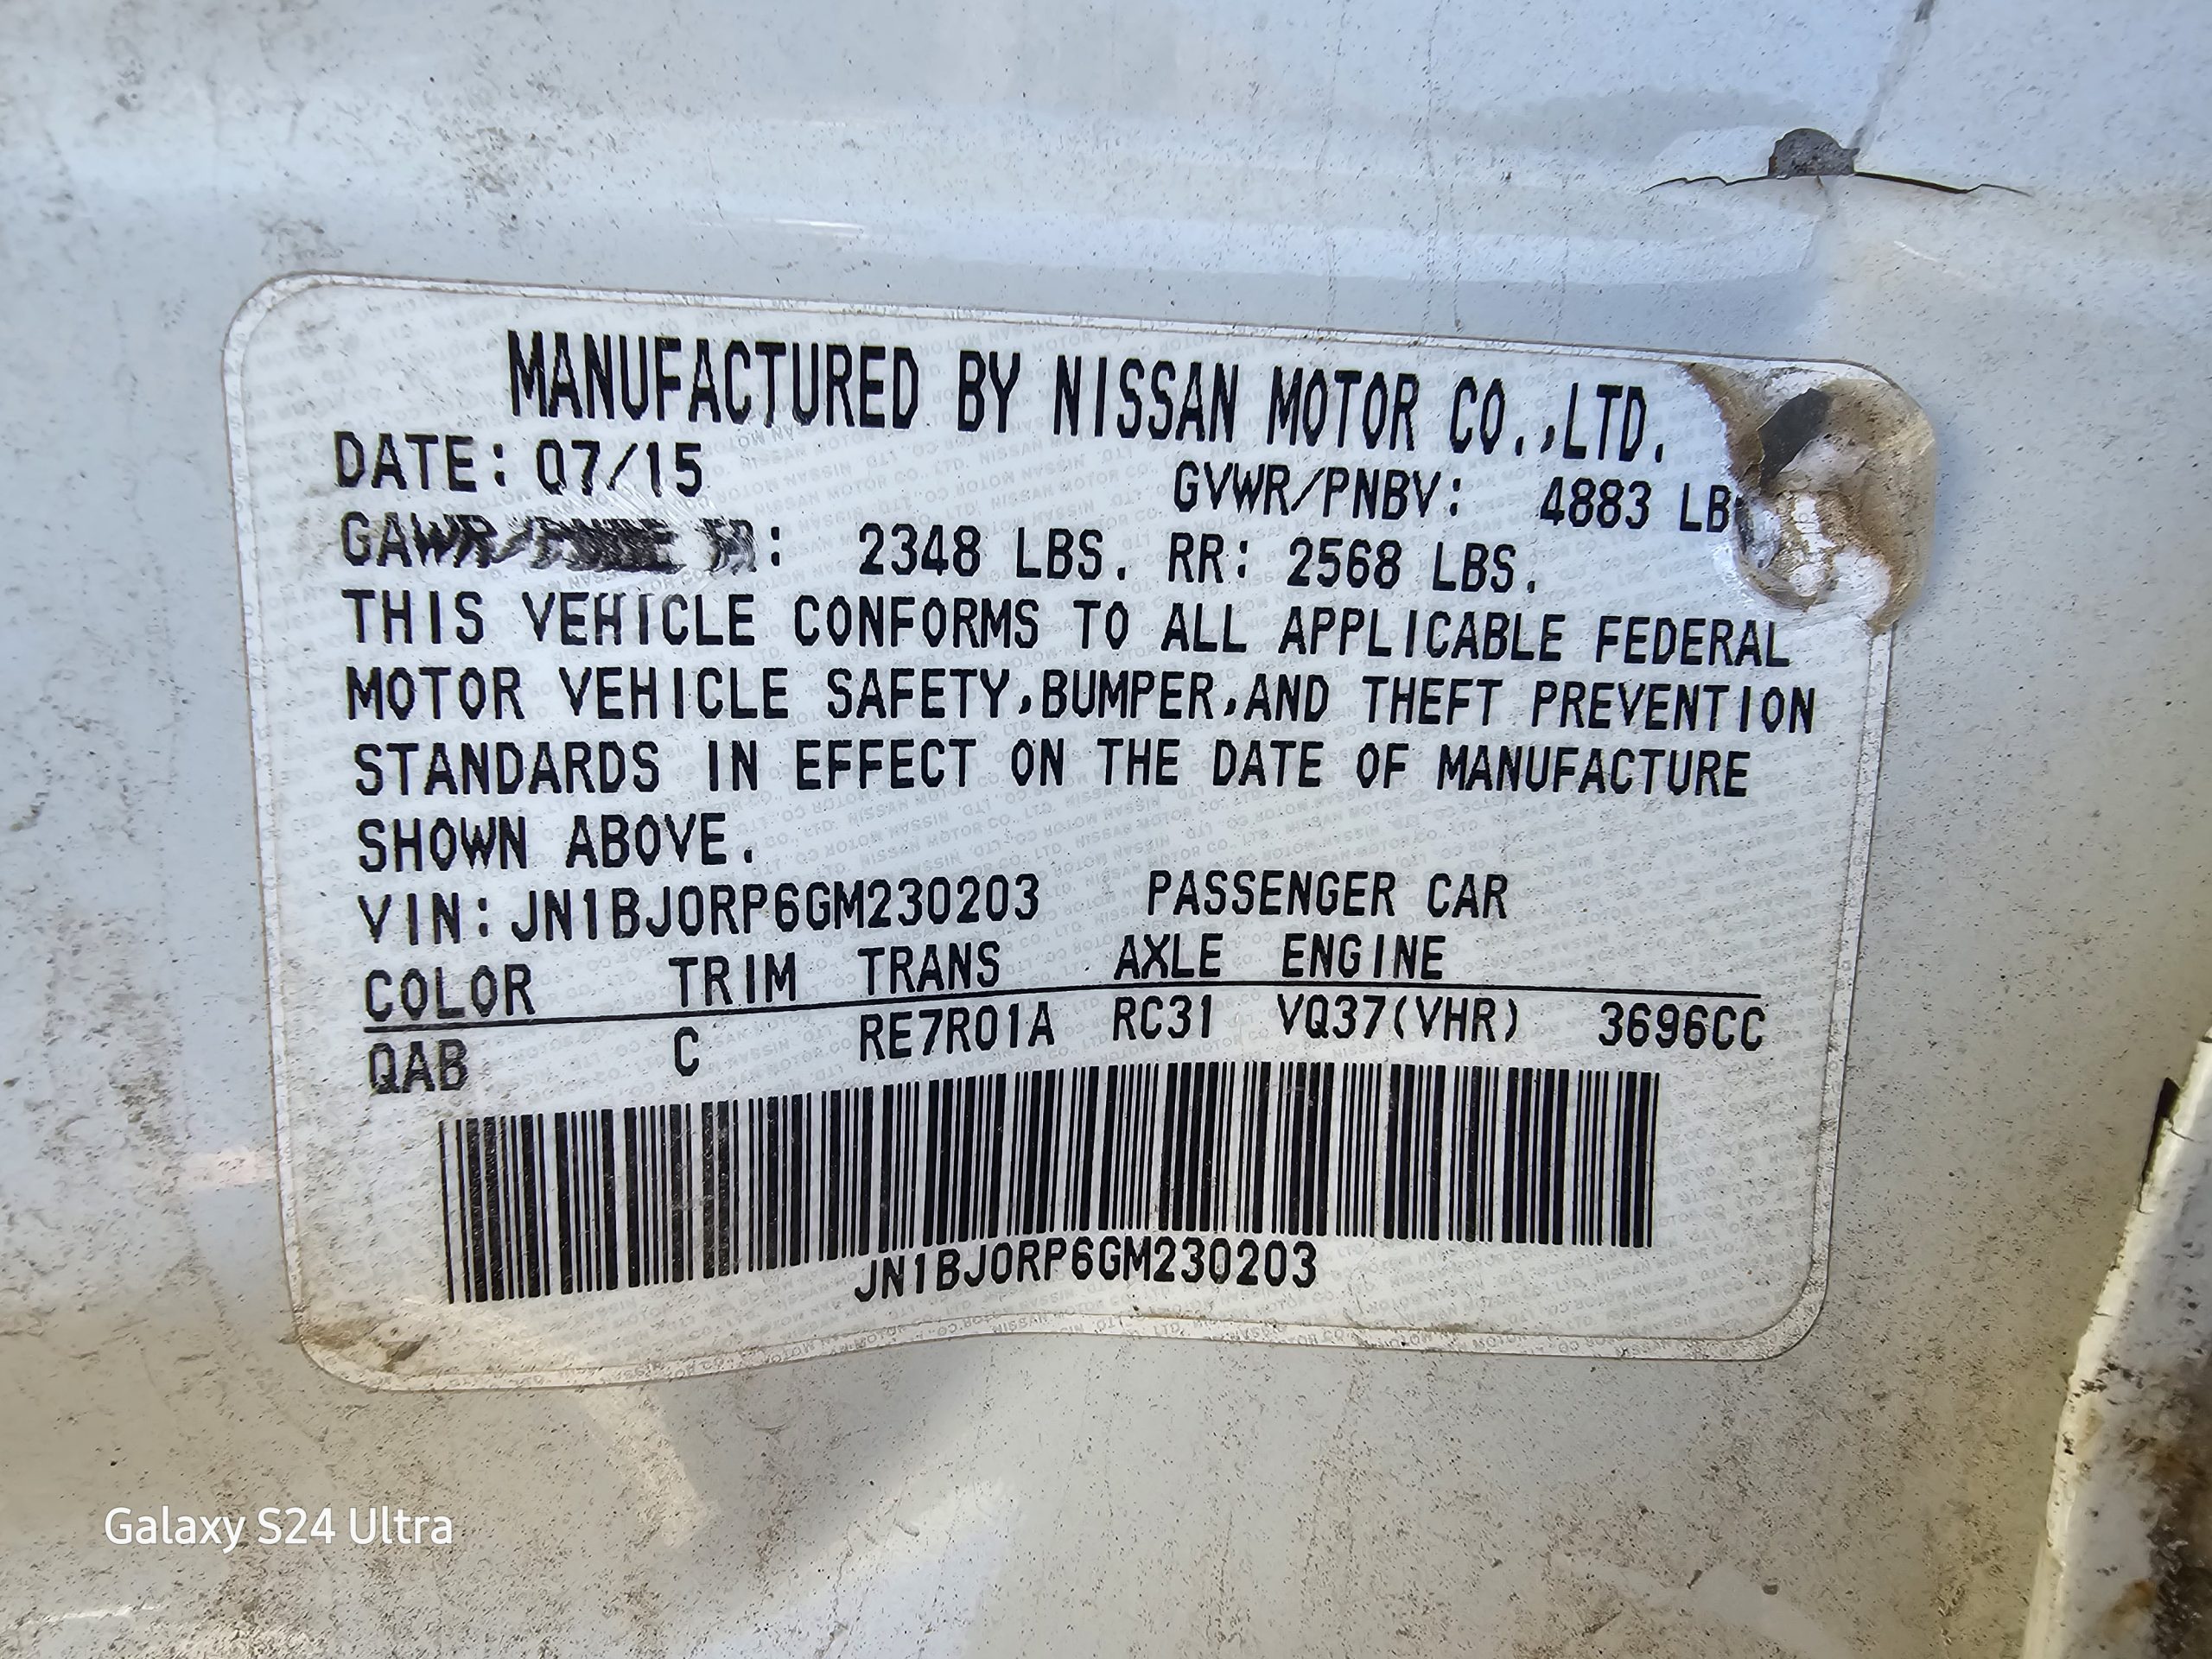 MANUFACTURED BY NISSAN MOTOR CO.,LTD.
DATE: 07/15 GVWR/PNBV: 4883 LB
GAWR/ FR: 2348 LBS. RR: 2568 LBS.
THIS VEHICLE CONFORMS TO ALL APPLICABLE FEDERAL
MOTOR VEHICLE SAFETY,BUMPER,AND THEFT PREVENTION
STANDARDS IN EFFECT ON THE DATE OF MANUFACTURE
SHOWN ABOVE.
VIN:JN1BJ0RP6GM230203 PASSENGER CAR
COLOR TRIM TRANS AXLE ENGINE
QAB C RE7R01A RC31 VQ37(VHR) 3696CC
JN1BJ0RP6GM230203
Galaxy S24 Ultra